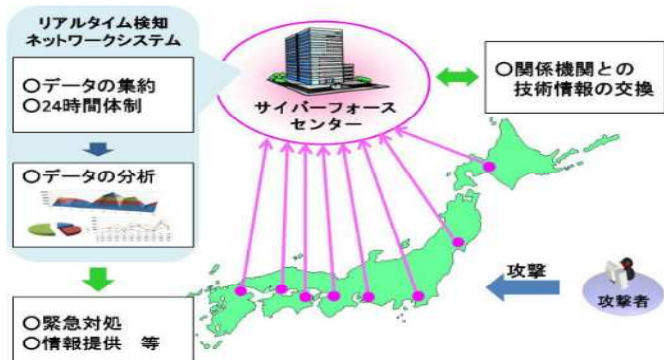 リアルタイム検知
ネットワークシステム
○データの集約
○24時間体制
○データの分析
○緊急対処
○情報提供 等
サイバーフォース
センター
○関係機関との
技術情報の交換
攻撃
攻撃者